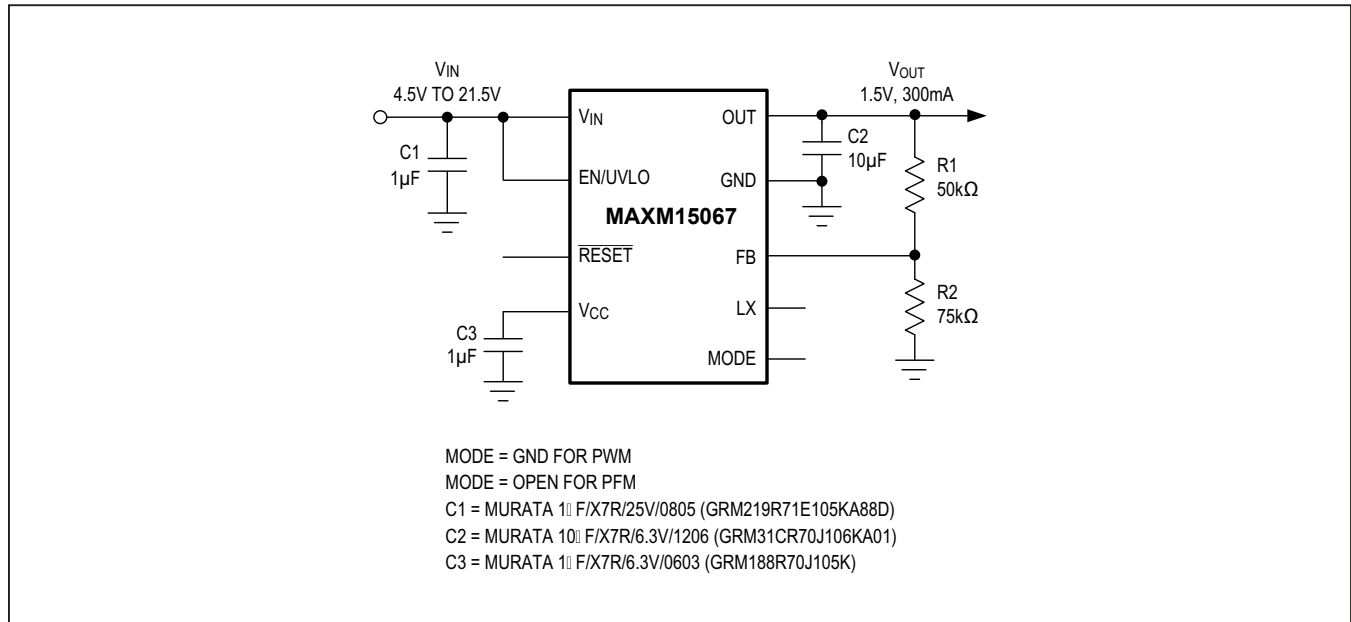 VIN
4.5V TO 21.5V
VOUT
1.5V, 300mA
VIN
OUT
C1
1µF
C2
10µF
EN/UVLO
GND
R1
50kΩ
MAXM15067
RESET
FB
VCC
LX
R2
75kΩ
C3
1µF
MODE
MODE = GND FOR PWM
MODE = OPEN FOR PFM
C1 = MURATA 1▯ F/X7R/25V/0805 (GRM219R71E105KA88D)
C2 = MURATA 10▯ F/X7R/6.3V/1206 (GRM31CR70J106KA01)
C3 = MURATA 1▯ F/X7R/6.3V/0603 (GRM188R70J105K)